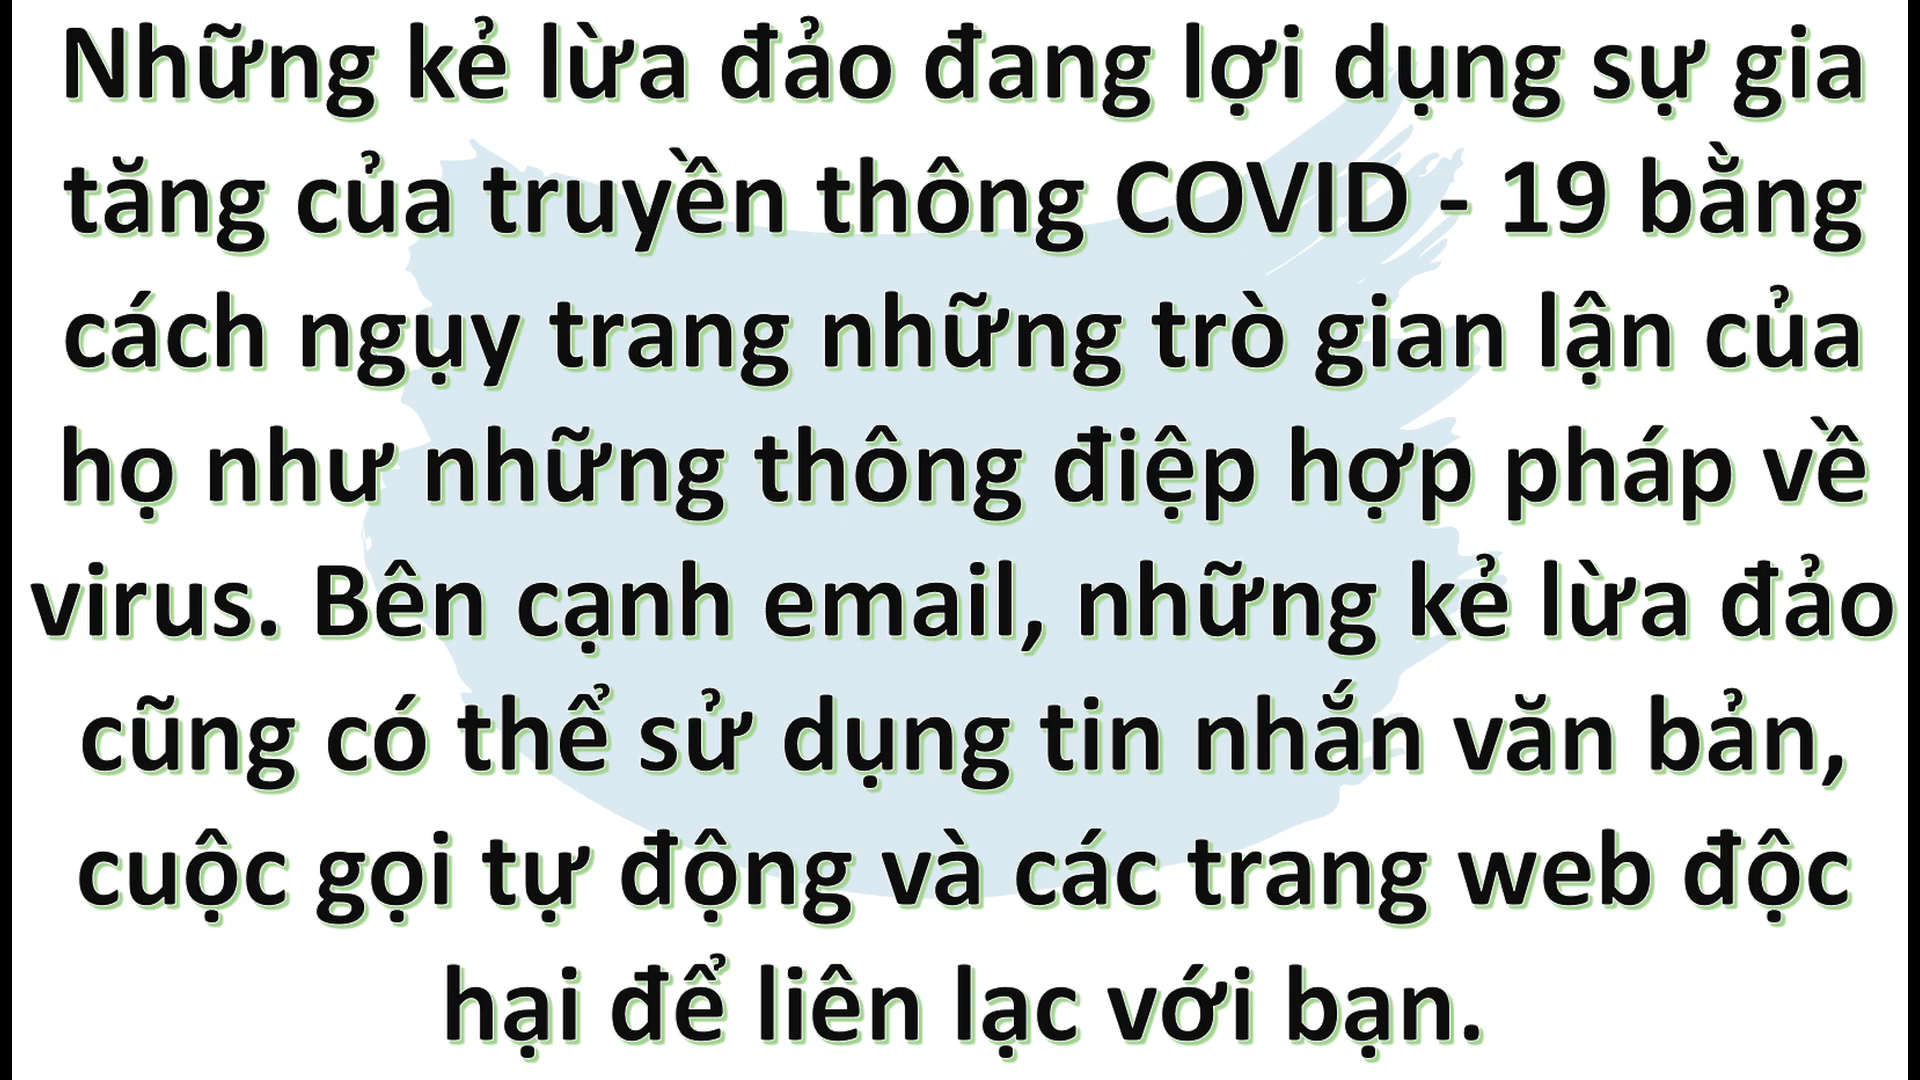 Những kẻ lừa đảo đang lợi dụng sự gia
tăng của truyền thông COVID - 19 bằng
cách ngụy trang những trò gian lận của
họ như những thông điệp hợp pháp về
virus. Bên cạnh email, những kẻ lừa đảo
cũng có thể sử dụng tin nhắn văn bản,
cuộc gọi tự động và các trang web độc
hại để liên lạc với bạn.